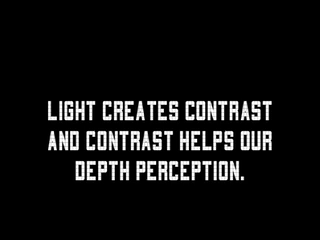 LIGHT CREATES CONTRAST
AND CONTRAST HELPS OUR
DEPTH PERCEPTION.